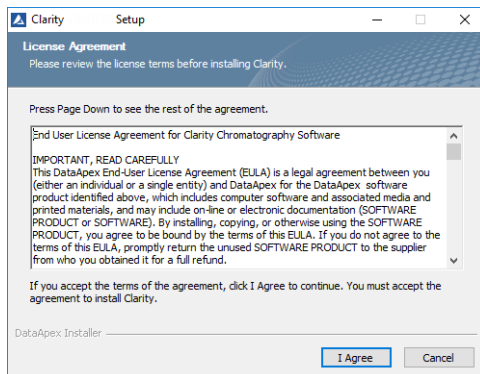 Clarity Setup
License Agreement
Please review the license terms before installing Clarity.
Press Page Down to see the rest of the agreement.
End User License Agreement for Clarity Chromatography Software
IMPORTANT, READ CAREFULLY
This DataApex End-User License Agreement (EULA) is a legal agreement between you
(either an individual or a single entity) and DataApex for the DataApex software
product identified above, which includes computer software and associated media and
printed materials, and may include on-line or electronic documentation (SOFTWARE
PRODUCT or SOFTWARE). By installing, copying, or otherwise using the SOFTWARE
PRODUCT, you agree to be bound by the terms of this EULA. If you do not agree to the
terms of this EULA, promptly return the unused SOFTWARE PRODUCT to the supplier
from who you obtained it for a full refund.
If you accept the terms of the agreement, click I Agree to continue. You must accept the
agreement to install Clarity.
DataApex Installer
I Agree Cancel